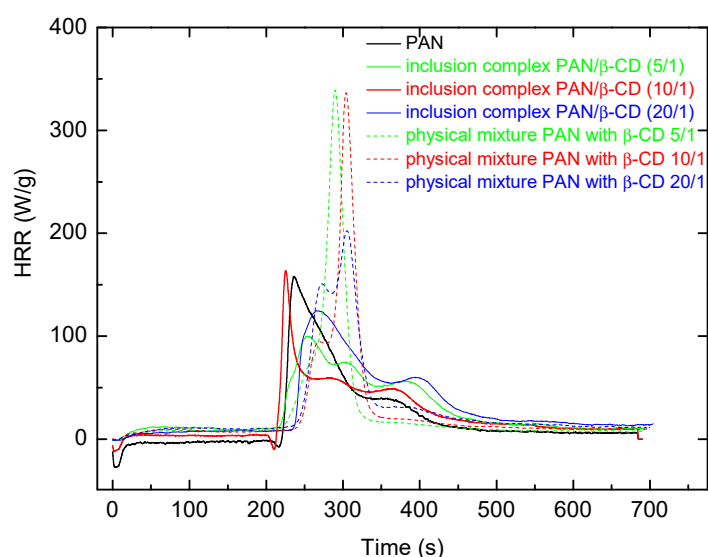 400
300
200
100
0
HRR (W/g)
PAN
inclusion complex PAN/β-CD (5/1)
inclusion complex PAN/β-CD (10/1)
inclusion complex PAN/β-CD (20/1)
physical mixture PAN with β-CD 5/1
physical mixture PAN with β-CD 10/1
physical mixture PAN with β-CD 20/1
0 100 200 300 400 500 600 700
Time (s)